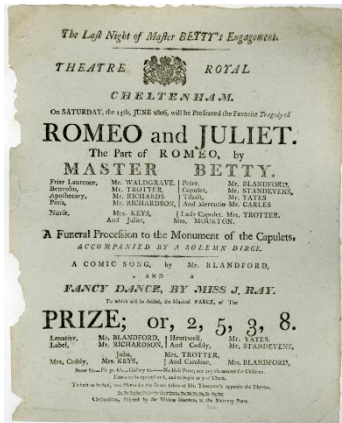 The Last Night of Master BETTY's Engagement.
THEATRE ROYAL
CHELTENHAM.
On SATURDAY, the 14th, JUNE 1806, will be Presented the Favorite Tragedy of
ROMEO and JULIET.
The Part of ROMEO, by
MASTER BETTY.
Friar Laurence, Mr. WALDGRAVE. Peter, Mr. BLANDFORD,
Benvolio, Mr. TROTTER, Capulet, Mr. STANDEVENS,
Apothecary, Mr. RICHARDS Tibalt, Mr. YATES
Paris, Mr. RICHARDSON, And Mercutio Mr. CARLES
Nurse, Mrs. KEYS, Lady Capulet, Mrs. TROTTER.
And Juliet, Mrs. MOUNTON.
A Funeral Procession to the Monument of the Capulets,
ACCOMPANIED BY A SOLEMN DIRGE.
A COMIC SONG, by Mr. BLANDFORD,
AND A
FANCY DANCE, BY MISS J. RAY.
To which will be Added, the Musical FARCE, of The
PRIZE; or, 2, 5, 3, 8.
Lenitive, Mr. BLANDFORD, Heartwell, Mr. YATES.
Label, Mr. RICHARDSON, And Caddy, Mr. STANDEVENS,
Juba, Mrs. TROTTER,
Mrs. Caddy, Mrs. KEYS, And Caroline, Mrs. BLANDFORD,
Cheltenham, Printed by the Widow Harward, in the